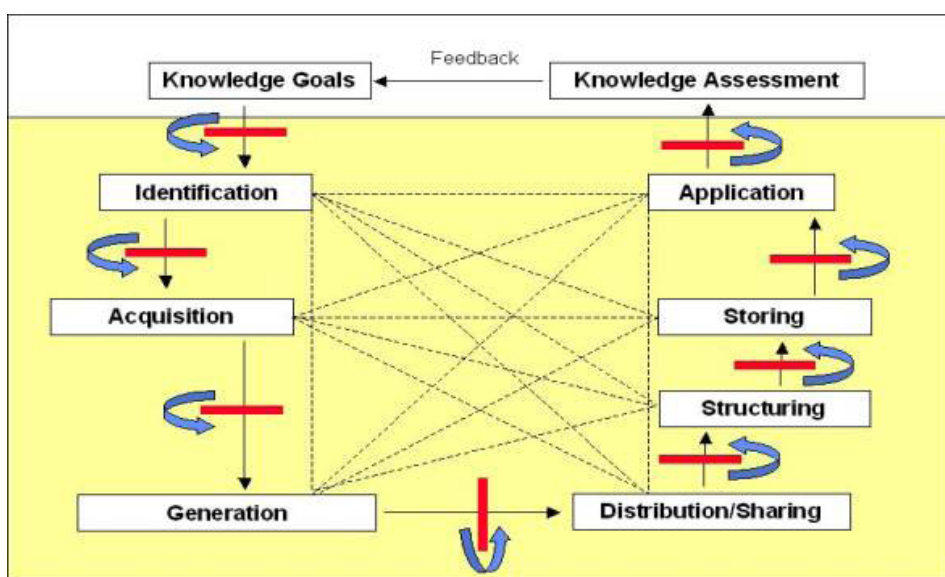 Feedback
Knowledge Goals
Knowledge Assessment
Identification
Application
Acquisition
Storing
Structuring
Generation
Distribution/Sharing